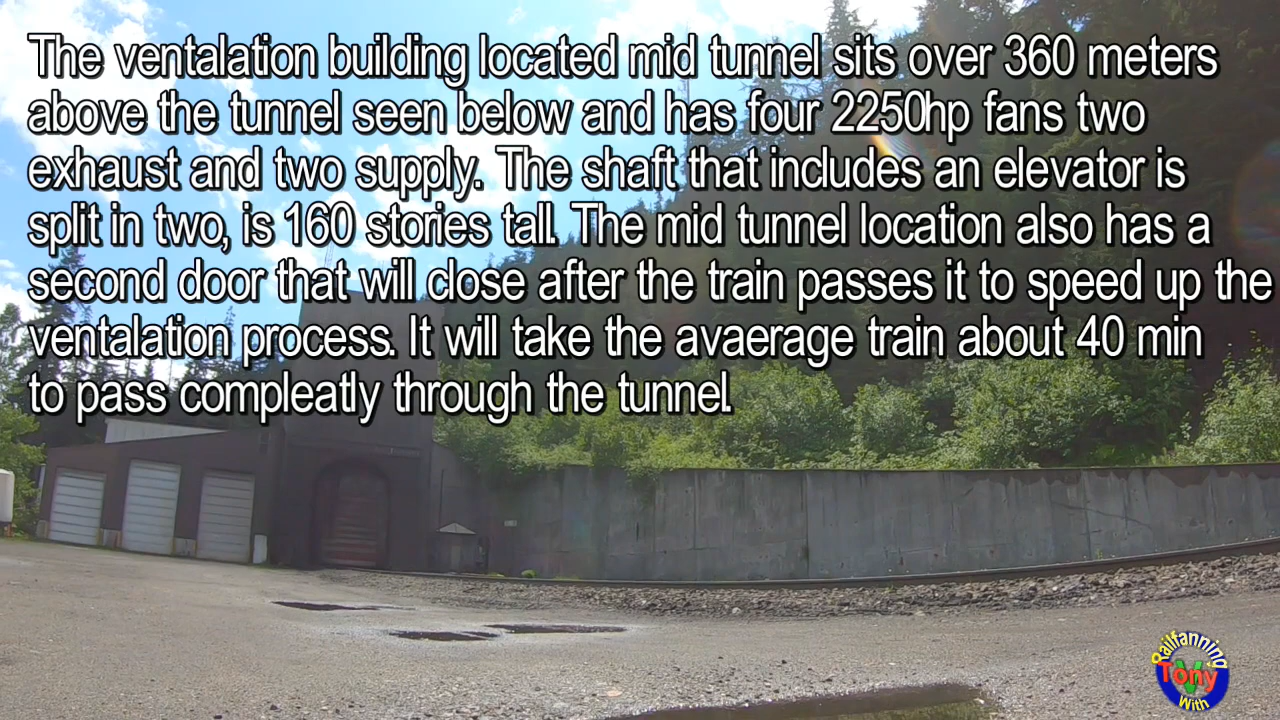 The ventalation building located mid tunnel sits over 360 meters
above the tunnel seen below and has four 2250hp fans two
exhaust and two supply. The shaft that includes an elevator is
split in two, is 160 stories tall. The mid tunnel location also has a
second door that will close after the train passes it to speed up the
ventalation process. It will take the avaerage train about 40 min
to pass compleatly through the tunnel.
Railfanning
Tony V
With